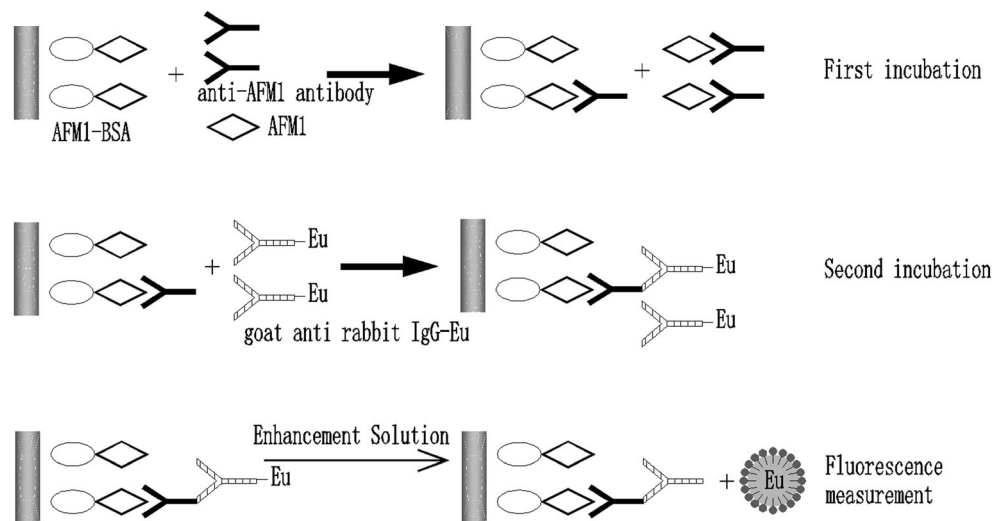 anti-AFM1 antibody
AFM1-BSA
AFM1
First incubation
Eu
Eu
goat anti rabbit IgG-Eu
Eu
Eu
Second incubation
Enhancement Solution
Eu
Eu
Fluorescence
measurement